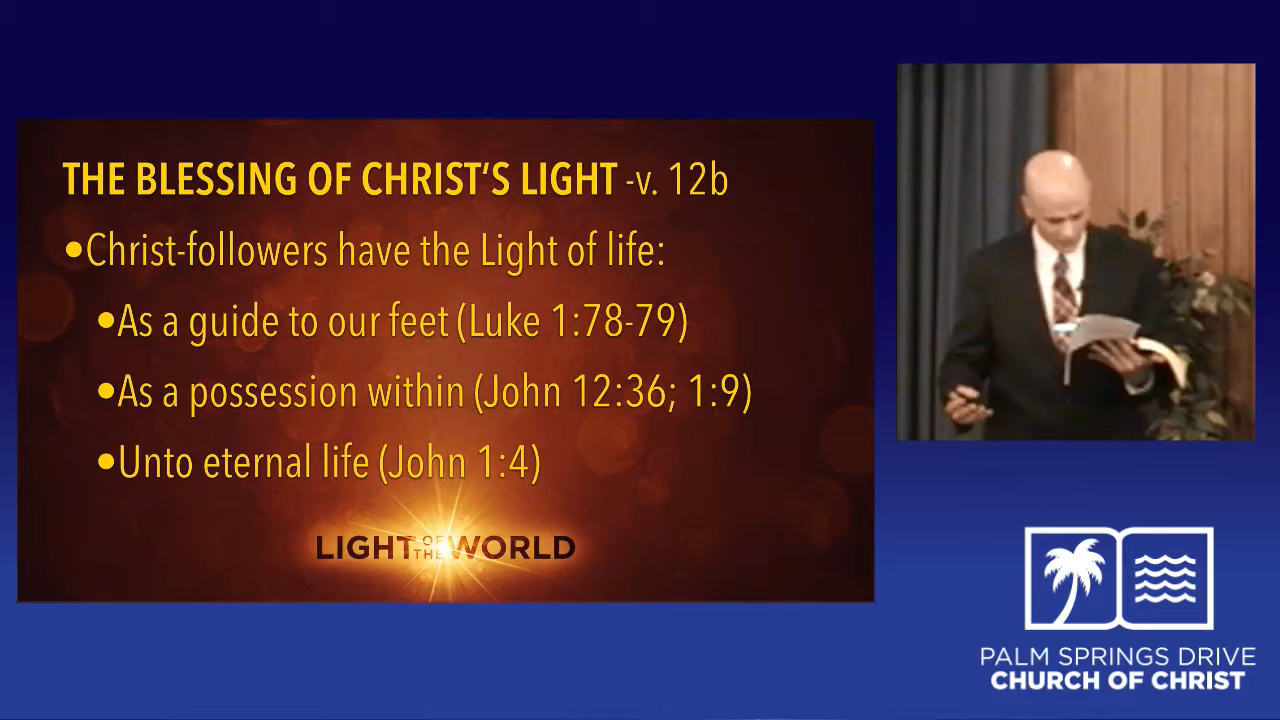 THE BLESSING OF CHRIST'S LIGHT -v. 12b
•Christ-followers have the Light of life:
•As a guide to our feet (Luke 1:78-79)
•As a possession within (John 12:36; 1:9)
•Unto eternal life (John 1:4)
LIGHT OF THE WORLD
PALM SPRINGS DRIVE
CHURCH OF CHRIST